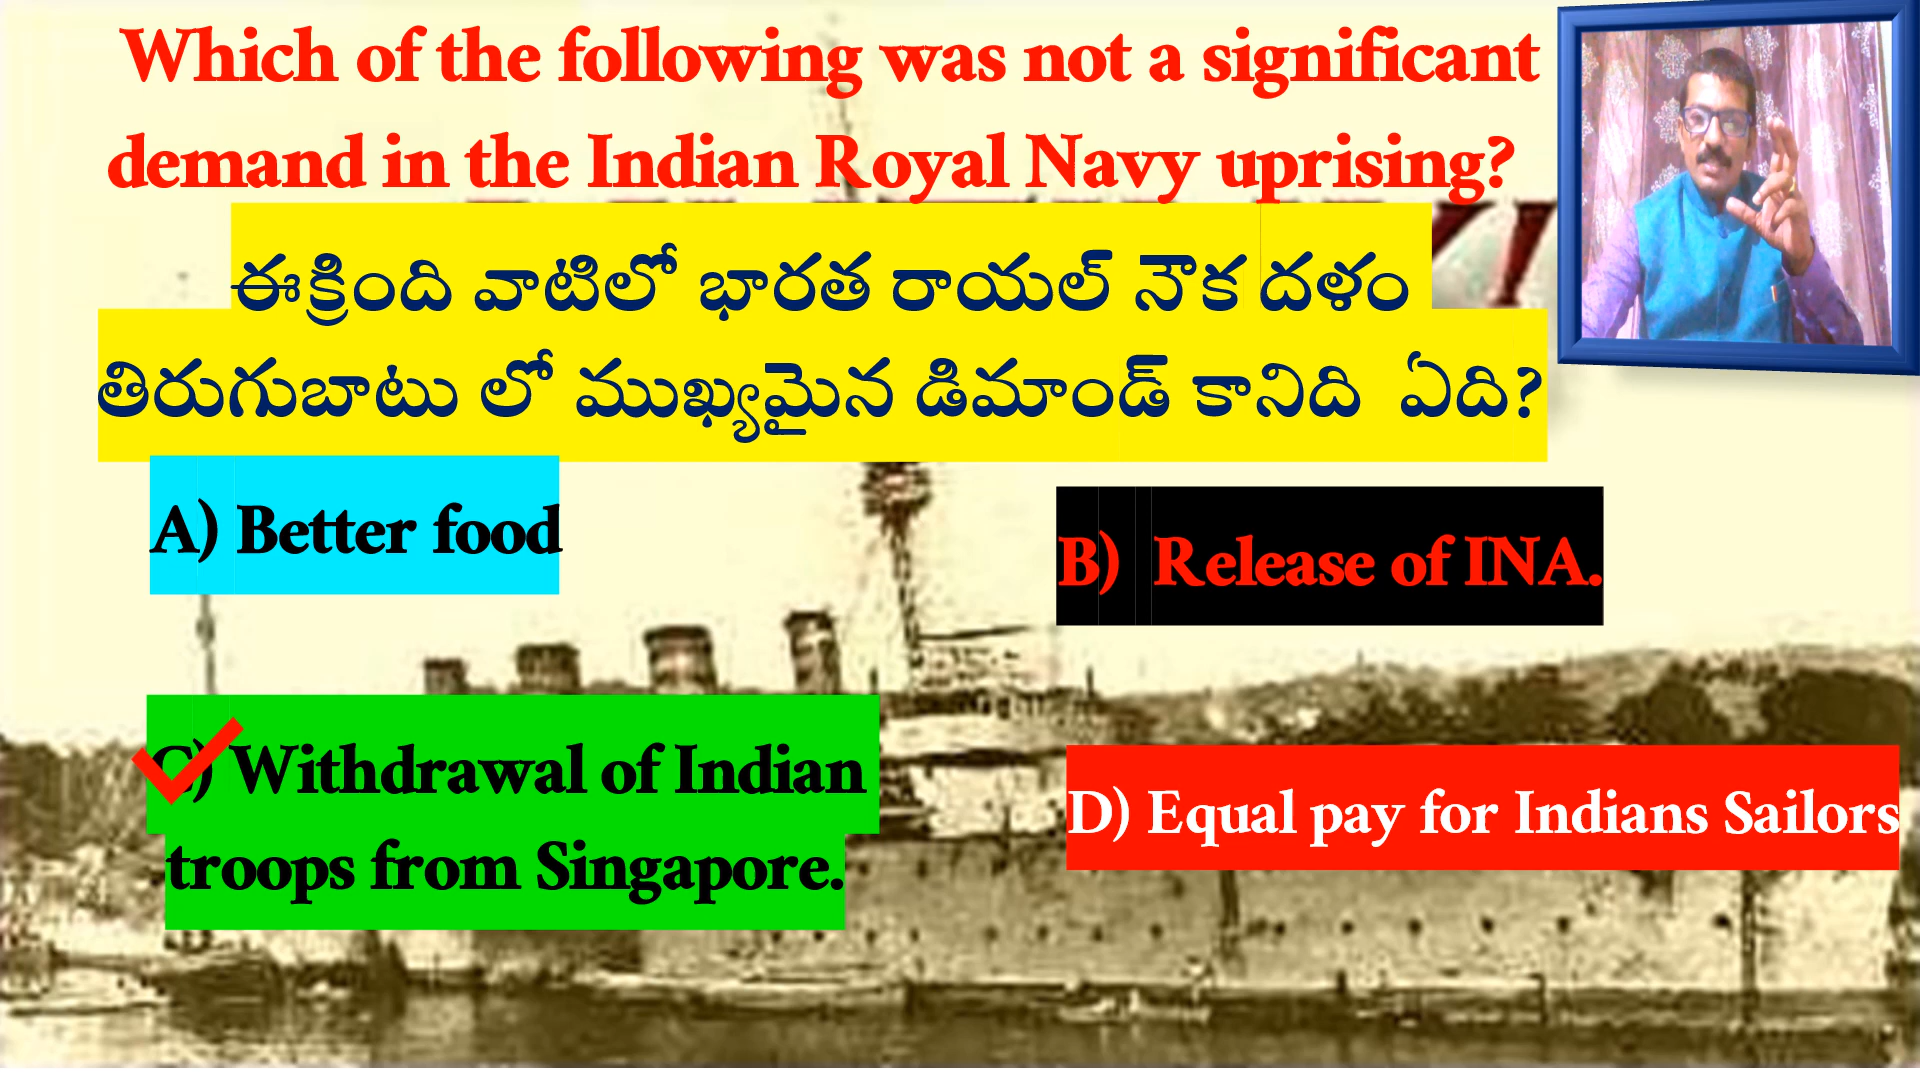 Which of the following was not a significant
demand in the Indian Royal Navy uprising?
ఈక్రింది వాటిలో భారత రాయల్ నౌక దళం
తిరుగుబాటు లో ముఖ్యమైన డిమాండ్ కానిది ఏది?
A) Better food
B) Release of INA.
C) Withdrawal of Indian
troops from Singapore.
D) Equal pay for Indians Sailors